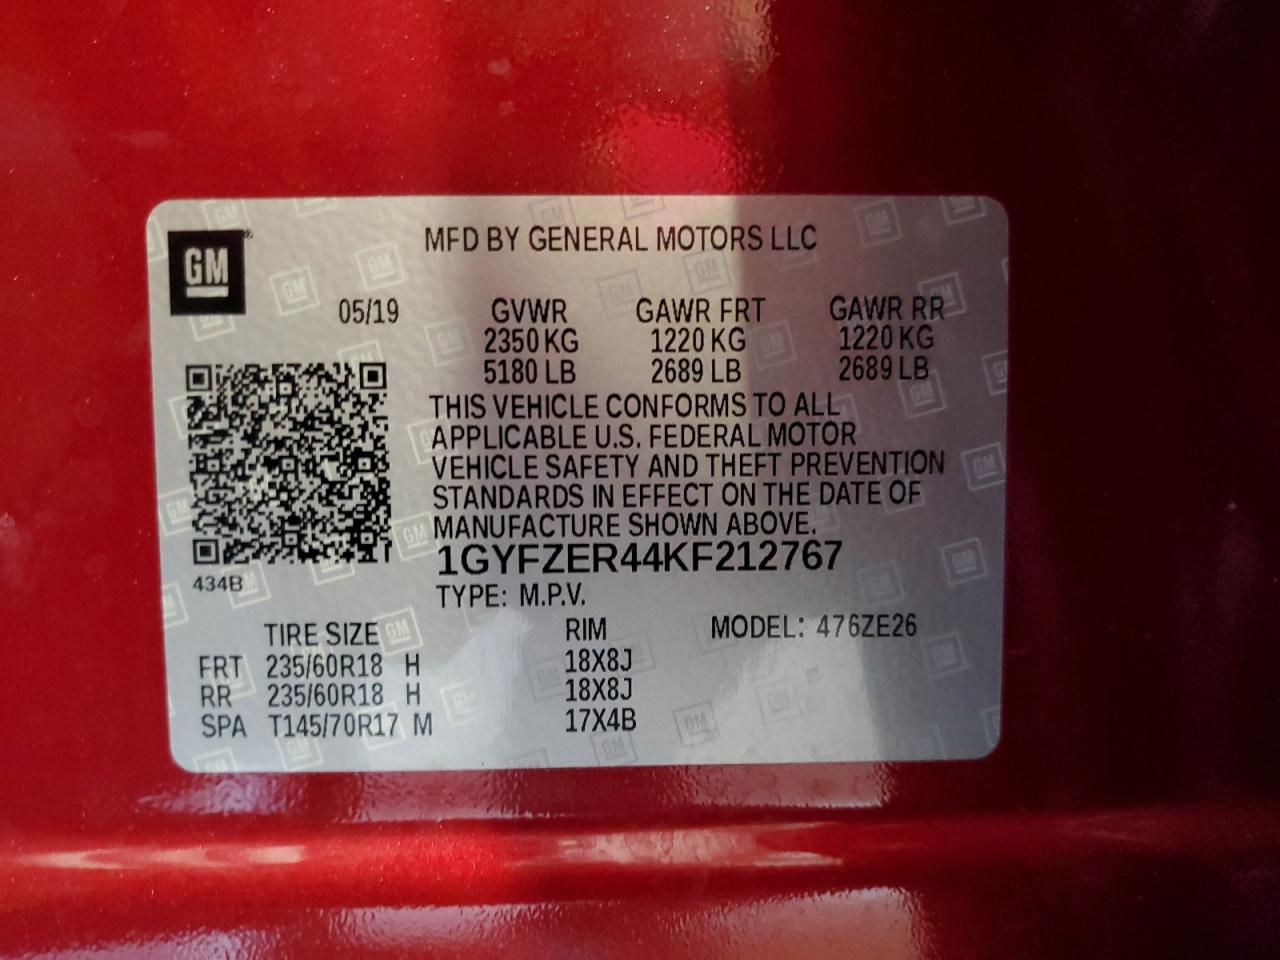 GM
MFD BY GENERAL MOTORS LLC
05/19 GVWR GAWR FRT GAWR RR
2350 KG 1220 KG 1220 KG
5180 LB 2689 LB 2689 LB
THIS VEHICLE CONFORMS TO ALL
APPLICABLE U.S. FEDERAL MOTOR
VEHICLE SAFETY AND THEFT PREVENTION
STANDARDS IN EFFECT ON THE DATE OF
MANUFACTURE SHOWN ABOVE.
1GYFZER44KF212767
434B
TYPE: M.P.V.
TIRE SIZE RIM MODEL: 476ZE26
FRT 235/60R18 H 18X8J
RR 235/60R18 H 18X8J
SPA T145/70R17 M 17X4B